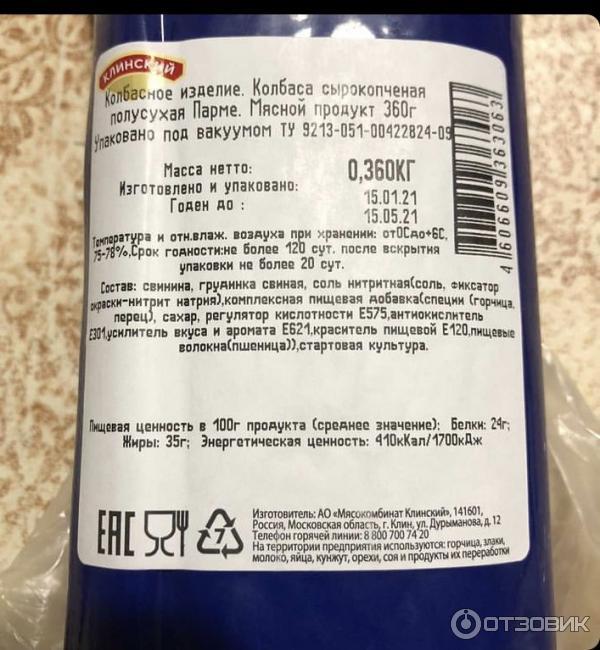 КЛИНСКИЙ
Колбасное изделие. Колбаса сырокопченая
полусухая Парме. Мясной продукт 360г
Упаковано под вакуумом ТУ 9213-051-00422824-09
Масса нетто: 0,360КГ
Изготовлено и упаковано: 15.01.21
Годен до : 15.05.21
Температура и отн.влаж. воздуха при хранении: от0Сдо+6С,
75-78%,Срок годности:не более 120 сут. после вскрытия
упаковки не более 20 сут.
Состав: свинина, грудинка свиная, соль нитритная(соль, фиксатор
окраски-нитрит натрия),комплексная пищевая добавка(специи (горчица,
перец), сахар, регулятор кислотности Е575,антиокислитель
Е301,усилитель вкуса и аромата Е621,краситель пищевой Е120,пищевые
волокна(пшеница)),стартовая культура.
Пищевая ценность в 100г продукта (среднее значение): Белки: 24г;
Жиры: 35г; Энергетическая ценность: 410кКал/1700кДж
4 606609 363063
EAC
7
Изготовитель: АО «Мясокомбинат Клинский», 141601,
Россия, Московская область, г. Клин, ул. Дурыманова, д. 12
Телефон горячей линии: 8 800 700 74 20
На территории предприятия используются: горчица, злаки,
молоко, яйца, кунжут, орехи, соя и продукты их переработки
ОТЗОВИК